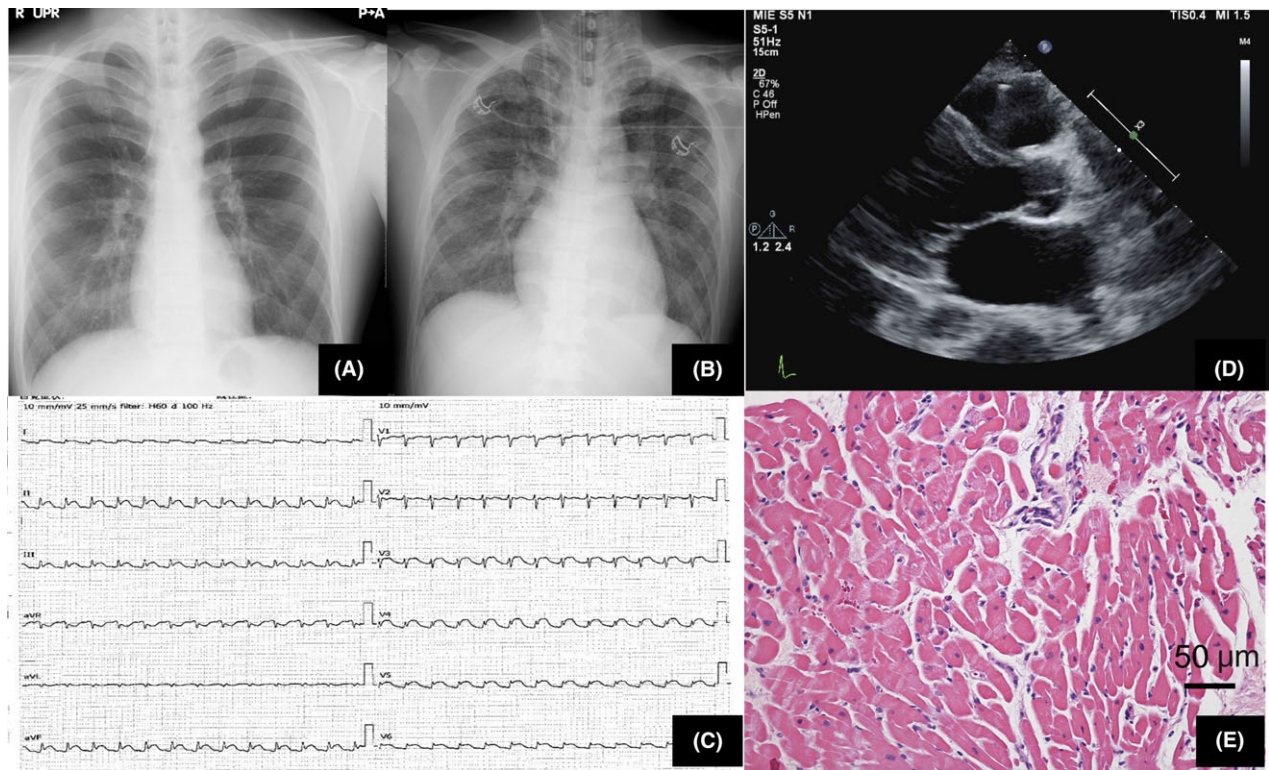 R UPR
P→A
(A)
(B)
MIE S5 N1
TIS0.4 MI 1.5
S5-1
51Hz
15cm
M4
2D
67%
C 46
P Off
HPen
X3
P
G
P R
1.2 2.4
(D)
10 mm/mV 25 mm/s filter: H60 d 100 Hz
10 mm/mV
I
V1
II
V2
III
V3
aVR
V4
aVL
V5
aVF
V6
(C)
50 µm
(E)